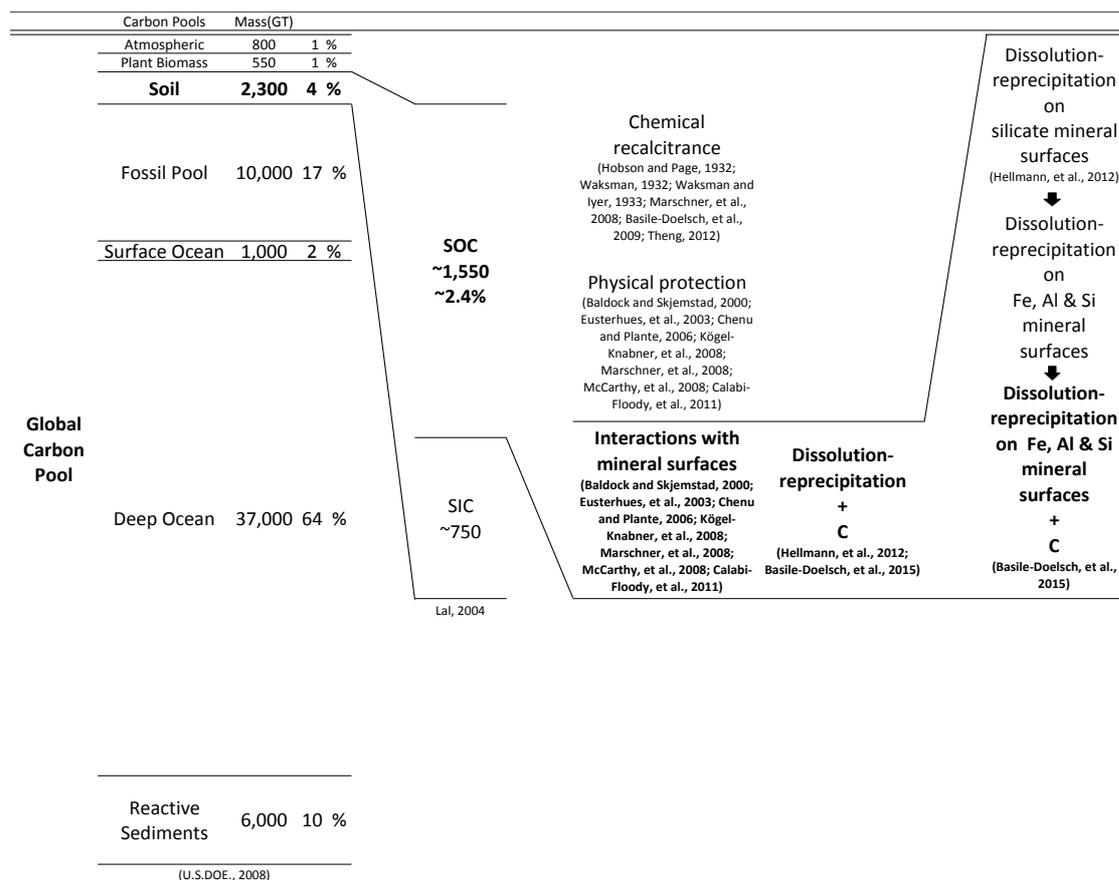 Carbon Pools Mass(GT)
Atmospheric 800 1 %
Plant Biomass 550 1 %
Soil 2,300 4 %
Fossil Pool 10,000 17 %
Surface Ocean 1,000 2 %
Global
Carbon
Pool
Deep Ocean 37,000 64 %
Reactive
Sediments
6,000 10 %
(U.S.DOE., 2008)
SOC
~1,550
~2.4%
SIC
~750
Lal, 2004
Chemical
recalcitrance
(Hobson and Page, 1932;
Waksman, 1932; Waksman and
Iyer, 1933; Marschner, et al.,
2008; Basile-Doelsch, et al.,
2009; Theng, 2012)
Physical protection
(Baldock and Skjemstad, 2000;
Eusterhues, et al., 2003; Chenu
and Plante, 2006; Kögel-
Knabner, et al., 2008;
Marschner, et al., 2008;
McCarthy, et al., 2008; Calabi-
Floody, et al., 2011)
Interactions with
mineral surfaces
(Baldock and Skjemstad, 2000;
Eusterhues, et al., 2003; Chenu
and Plante, 2006; Kögel-
Knabner, et al., 2008;
Marschner, et al., 2008;
McCarthy, et al., 2008; Calabi-
Floody, et al., 2011)
Dissolution-
reprecipitation
+
C
(Hellmann, et al., 2012;
Basile-Doelsch, et al., 2015)
Dissolution-
reprecipitation
on
silicate mineral
surfaces
(Hellmann, et al., 2012)
Dissolution-
reprecipitation
on
Fe, Al & Si
mineral
surfaces
Dissolution-
reprecipitation
on Fe, Al & Si
mineral
surfaces
+
C
(Basile-Doelsch, et al.,
2015)